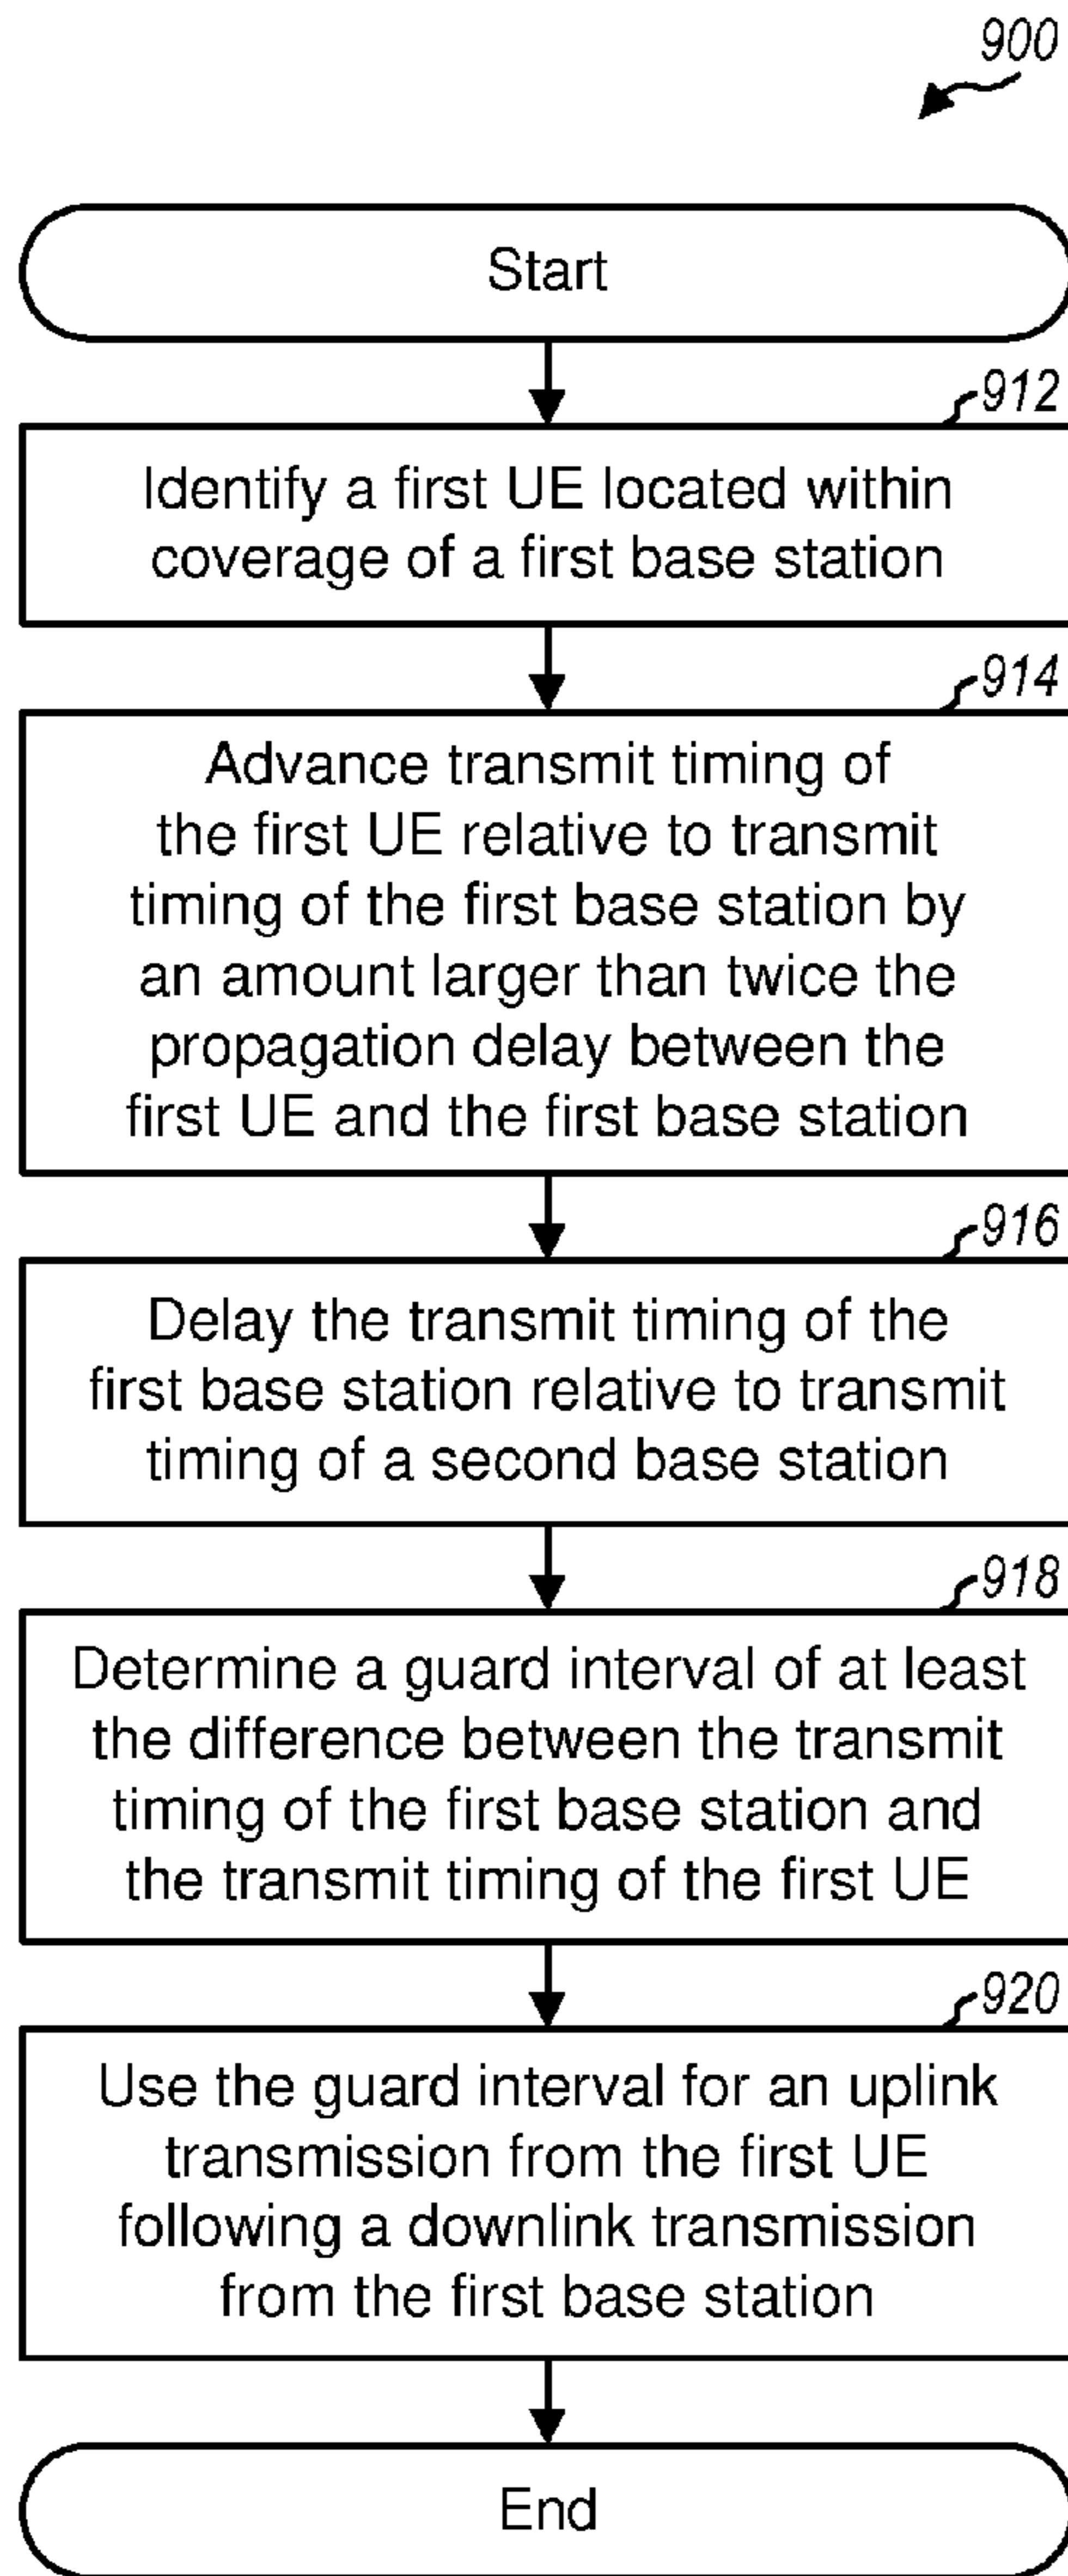 900
Start
912
Identify a first UE located within
coverage of a first base station
914
Advance transmit timing of
the first UE relative to transmit
timing of the first base station by
an amount larger than twice the
propagation delay between the
first UE and the first base station
916
Delay the transmit timing of the
first base station relative to transmit
timing of a second base station
918
Determine a guard interval of at least
the difference between the transmit
timing of the first base station and
the transmit timing of the first UE
920
Use the guard interval for an uplink
transmission from the first UE
following a downlink transmission
from the first base station
End